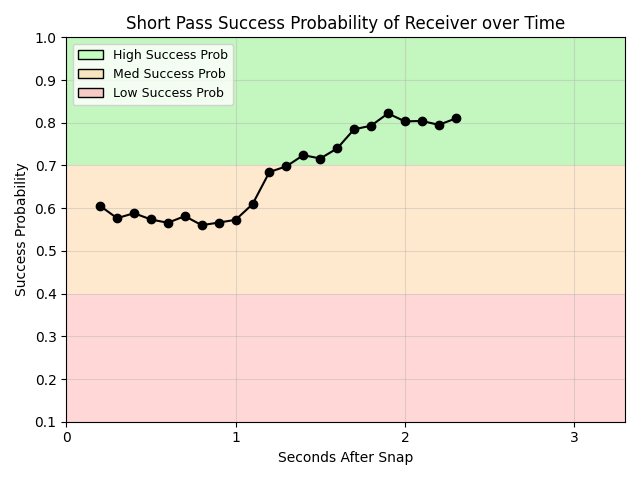 Short Pass Success Probability of Receiver over Time
High Success Prob
Med Success Prob
Low Success Prob
Success Probability
1.0
0.9
0.8
0.7
0.6
0.5
0.4
0.3
0.2
0.1
0
1
2
3
Seconds After Snap